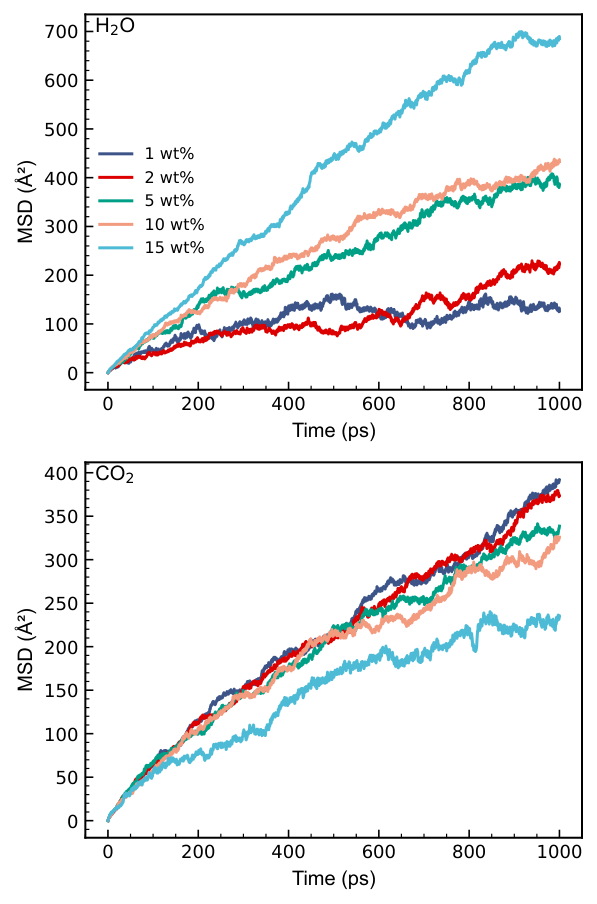 H₂O
700
600
500
400
300
200
100
0
MSD (Å²)
1 wt%
2 wt%
5 wt%
10 wt%
15 wt%
0 200 400 600 800 1000
Time (ps)
CO₂
400
350
300
250
200
150
100
50
0
MSD (Å²)
0 200 400 600 800 1000
Time (ps)